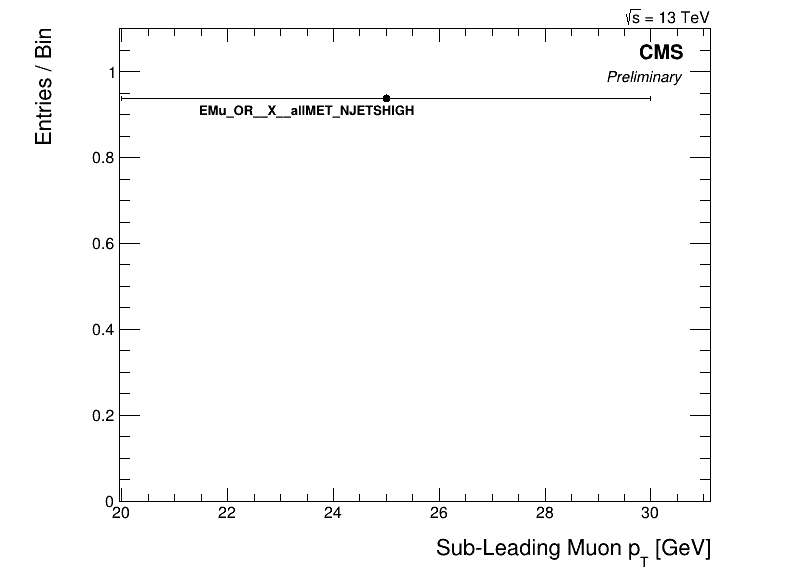 √s = 13 TeV
Entries / Bin
CMS
Preliminary
EMu_OR__X__allMET_NJETSHIGH
1
0.8
0.6
0.4
0.2
0
20 22 24 26 28 30
Sub-Leading Muon p_T [GeV]